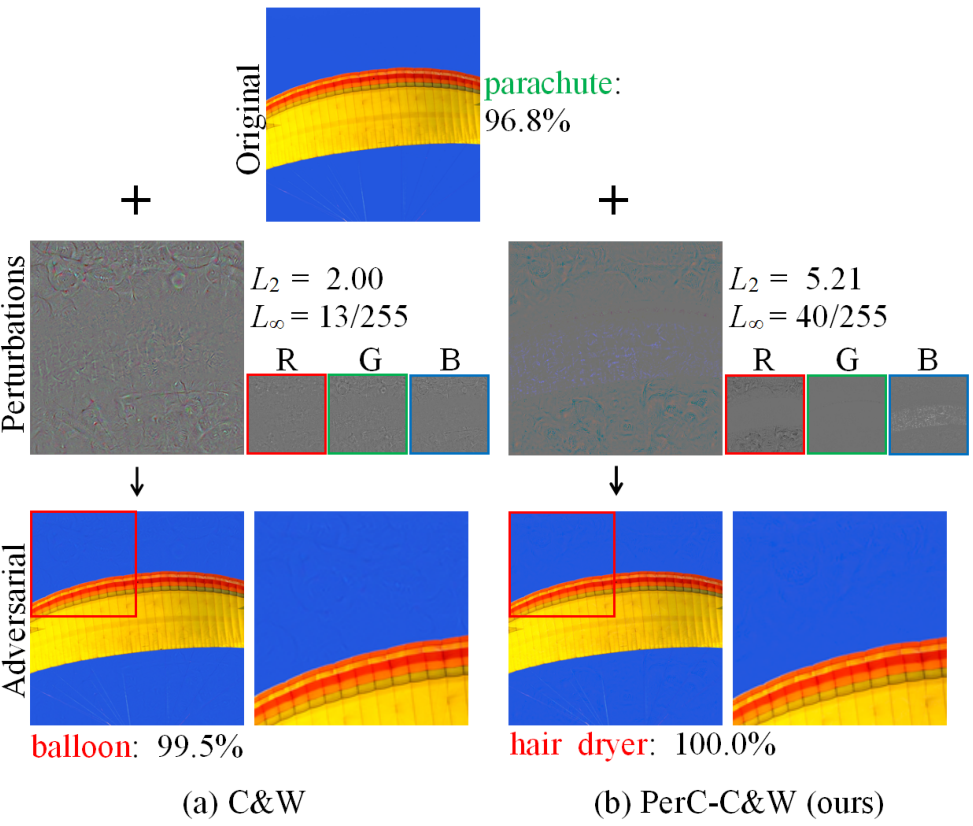 Original
parachute:
96.8%
+
+
Perturbations
L2 = 2.00
L∞ = 13/255
R G B
L2 = 5.21
L∞ = 40/255
R G B
Adversarial
balloon: 99.5%
hair dryer: 100.0%
(a) C&W
(b) PerC-C&W (ours)